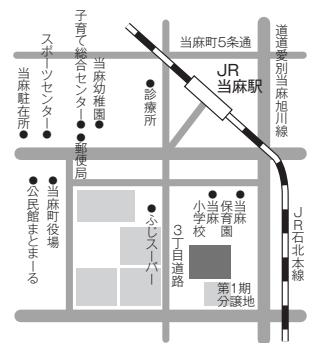 道道愛別当麻旭川線
当麻町5条通
JR
当麻駅
診療所
当麻幼稚園
子育て総合センター
スポーツセンター
当麻駐在所
郵便局
当麻町役場
公民館まとまーる
ふじスーパー
3丁目道路
当麻
保育園
当麻
小学校
第1期
分譲地
JR石北本線